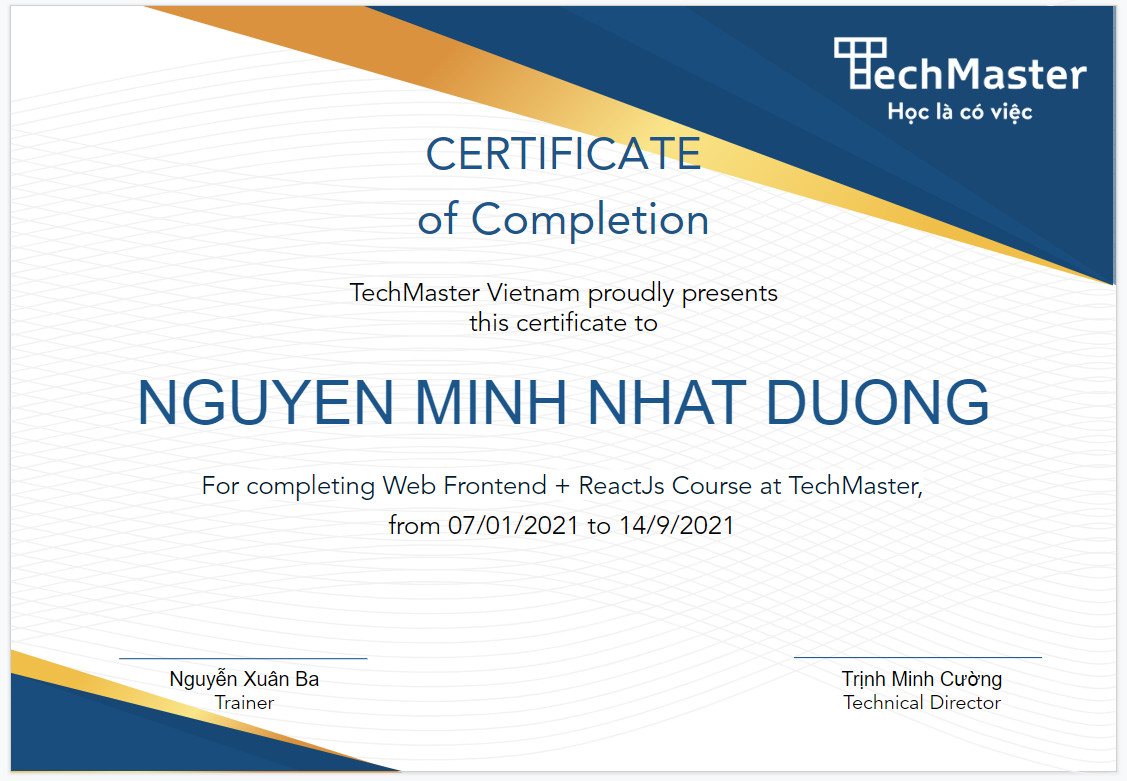 TechMaster
Học là có việc
CERTIFICATE
of Completion
TechMaster Vietnam proudly presents
this certificate to
NGUYEN MINH NHAT DUONG
For completing Web Frontend + ReactJs Course at TechMaster,
from 07/01/2021 to 14/9/2021
Nguyễn Xuân Ba
Trainer
Trịnh Minh Cường
Technical Director